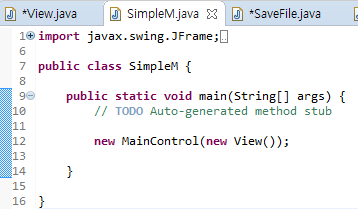 *View.java SimpleM.java *SaveFile.java
1 import javax.swing.JFrame;
6
7 public class SimpleM {
8
9 public static void main(String[] args) {
10 // TODO Auto-generated method stub
11
12 new MainControl(new View());
13
14 }
15
16 }